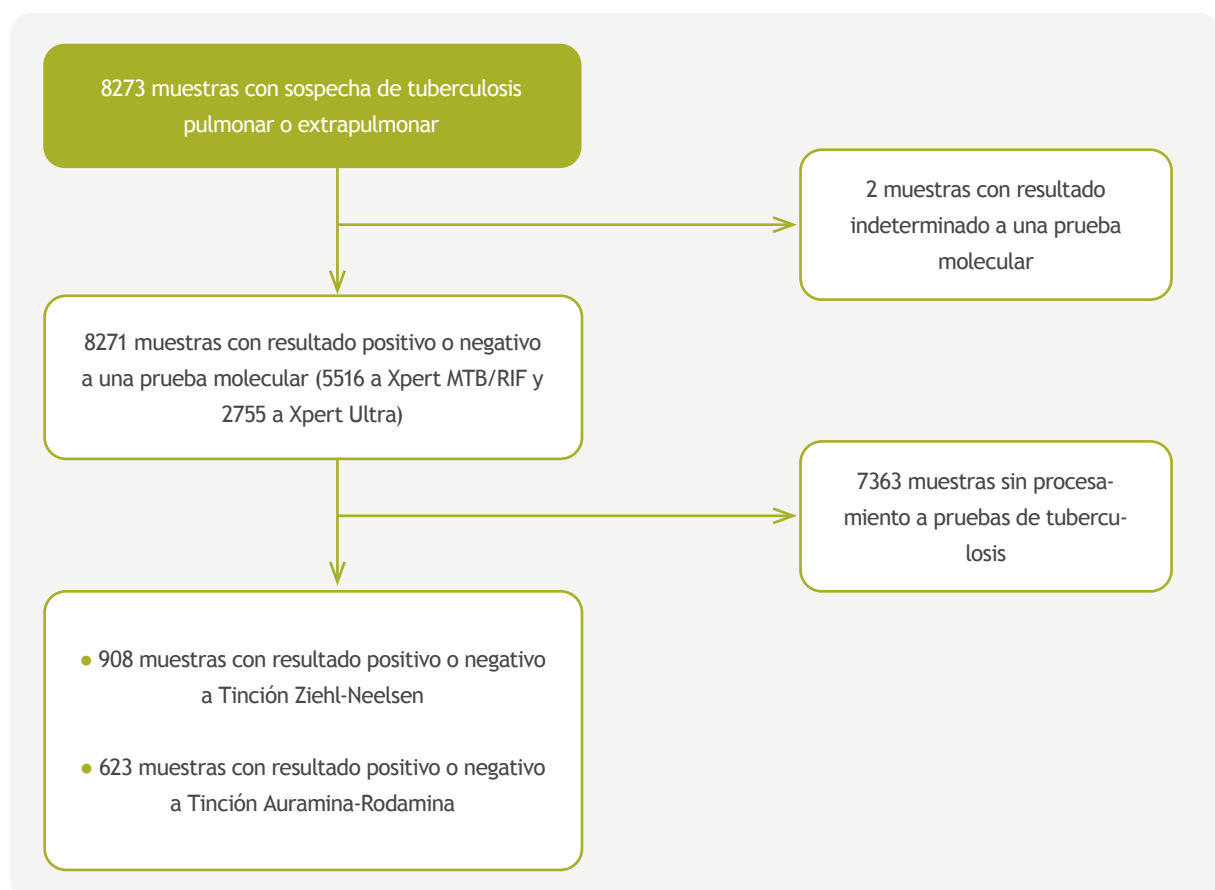 8273 muestras con sospecha de tuberculosis
pulmonar o extrapulmonar
2 muestras con resultado
indeterminado a una prueba
molecular
8271 muestras con resultado positivo o negativo
a una prueba molecular (5516 a Xpert MTB/RIF y
2755 a Xpert Ultra)
7363 muestras sin procesa-
miento a pruebas de tubercu-
losis
● 908 muestras con resultado positivo o negativo
a Tinción Ziehl-Neelsen
● 623 muestras con resultado positivo o negativo
a Tinción Auramina-Rodamina